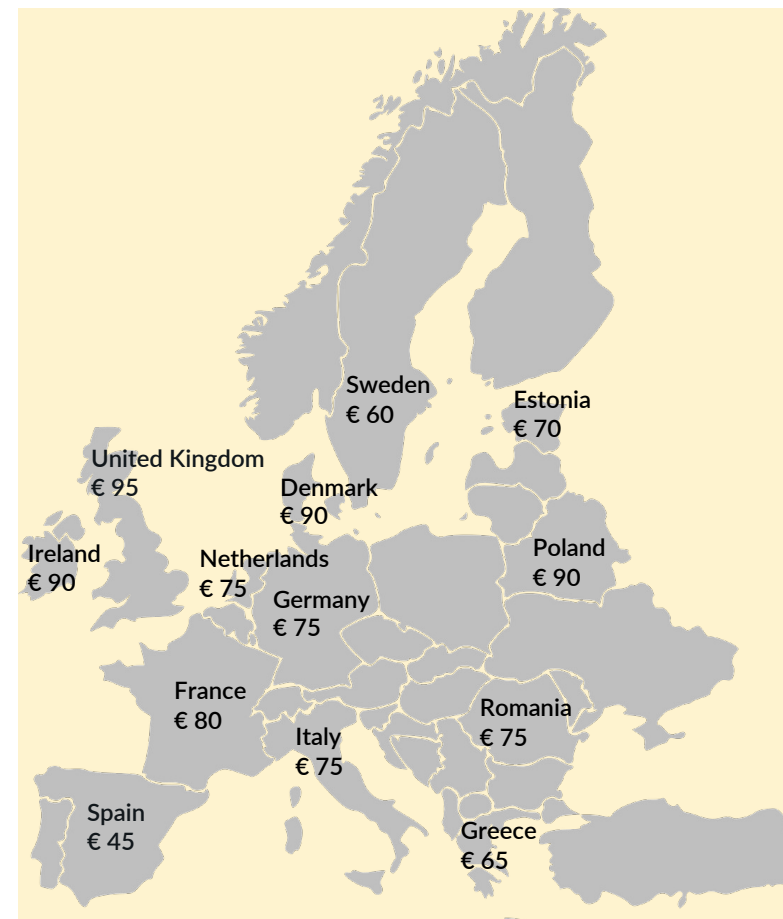 Sweden
€ 60
Estonia
€ 70
United Kingdom
€ 95
Denmark
€ 90
Ireland
€ 90
Netherlands
€ 75
Poland
€ 90
Germany
€ 75
France
€ 80
Romania
€ 75
Italy
€ 75
Spain
€ 45
Greece
€ 65